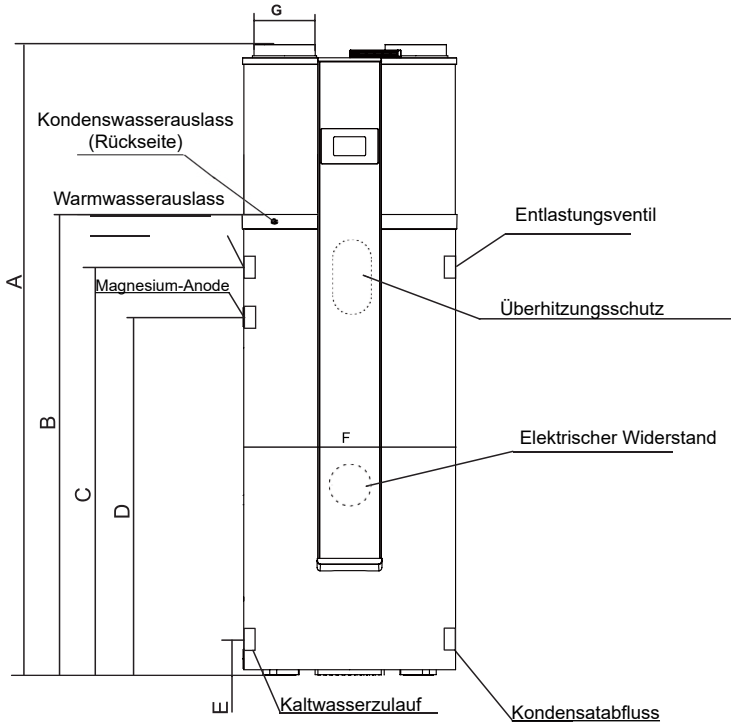 G
Kondenswasserauslass
(Rückseite)
Warmwasserauslass
Entlastungsventil
A
Magnesium-Anode
Überhitzungsschutz
B
F
Elektrischer Widerstand
C
D
E
Kaltwasserzulauf
Kondensatabfluss